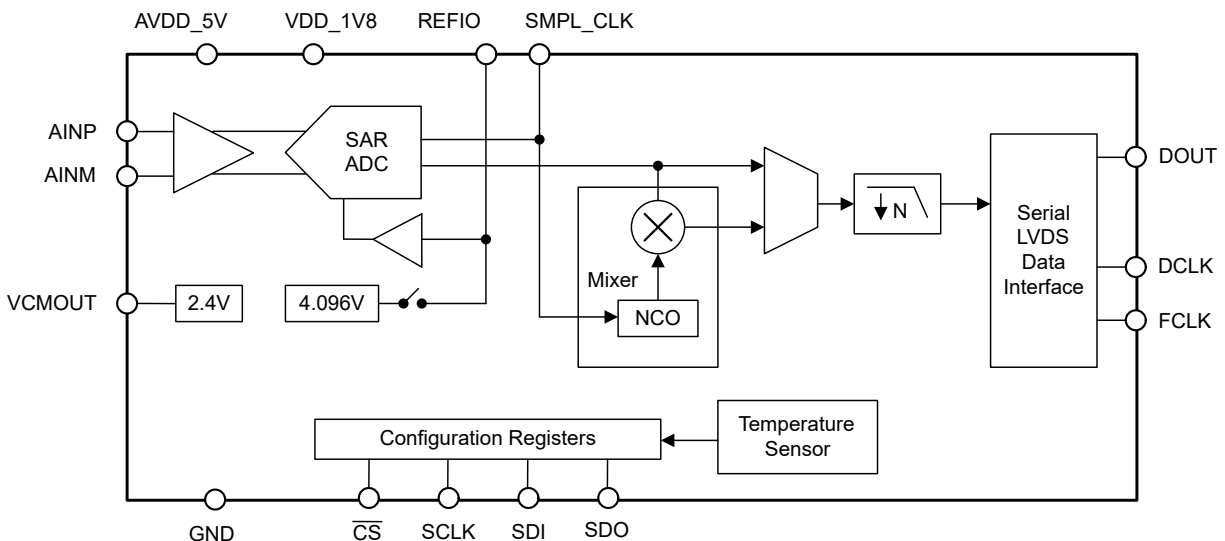 AVDD_5V
VDD_1V8
REFIO
SMPL_CLK
AINP
AINM
SAR
ADC
DOUT
N
Serial
LVDS
Data
Interface
Mixer
DCLK
VCMOUT
2.4V
4.096V
NCO
FCLK
Configuration Registers
Temperature
Sensor
GND
CS
SCLK
SDI
SDO